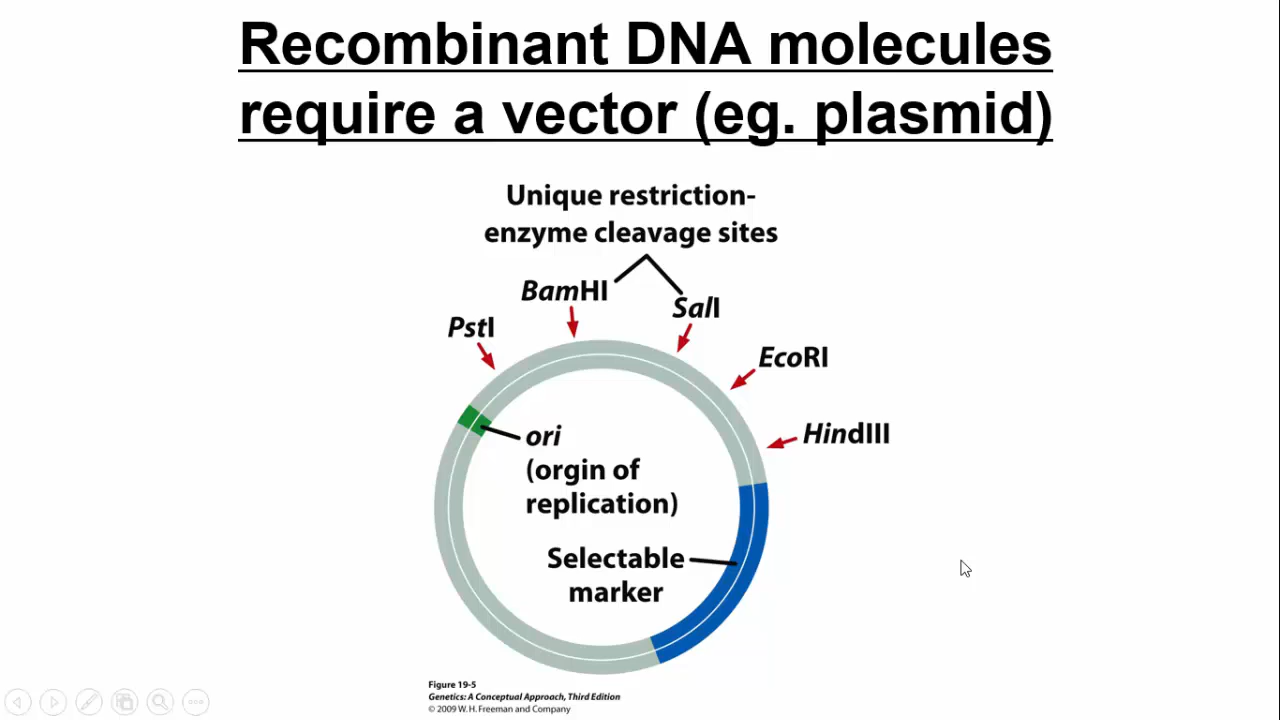 Recombinant DNA molecules
require a vector (eg. plasmid)
Unique restriction-
enzyme cleavage sites
BamHI
SalI
PstI
EcoRI
HindIII
ori
(orgin of
replication)
Selectable
marker
Figure 19-5
Genetics: A Conceptual Approach, Third Edition
© 2009 W. H. Freeman and Company